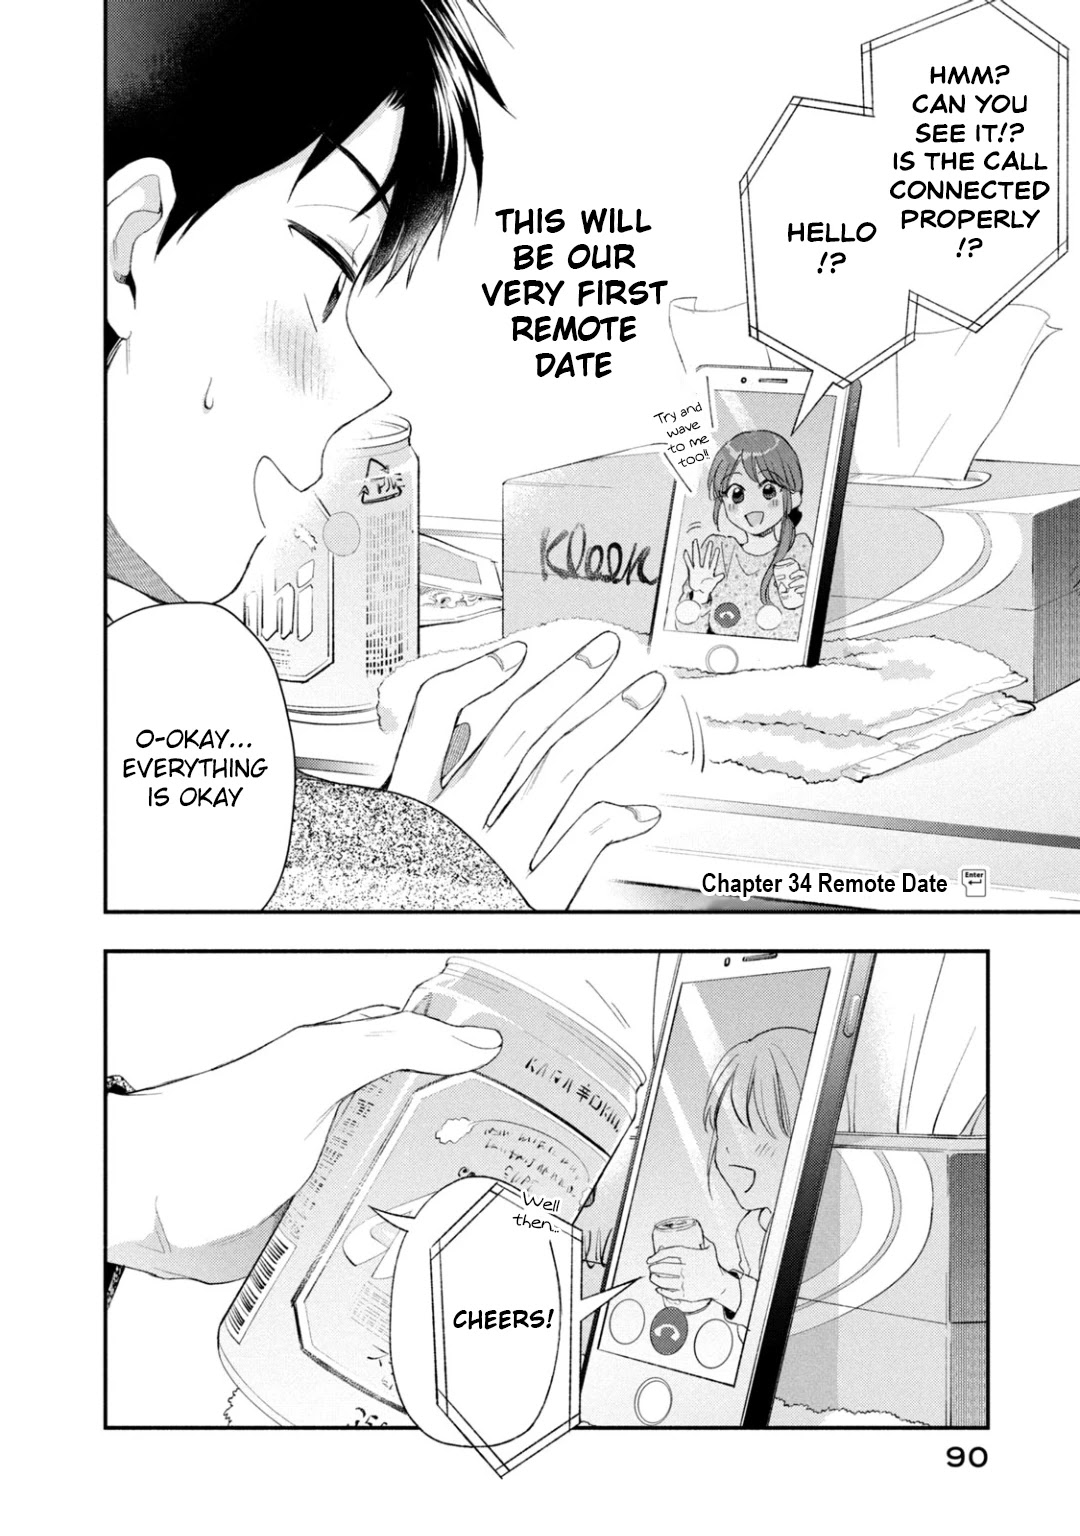 HMM?
CAN YOU
SEE IT!?
IS THE CALL
CONNECTED
PROPERLY
!?
HELLO
!?
THIS WILL
BE OUR
VERY FIRST
REMOTE
DATE
Try and
wave
to me
too!!
Kleen
O-OKAY...
EVERYTHING
IS OKAY
Chapter 34 Remote Date
Enter
Well
then...
CHEERS!
90